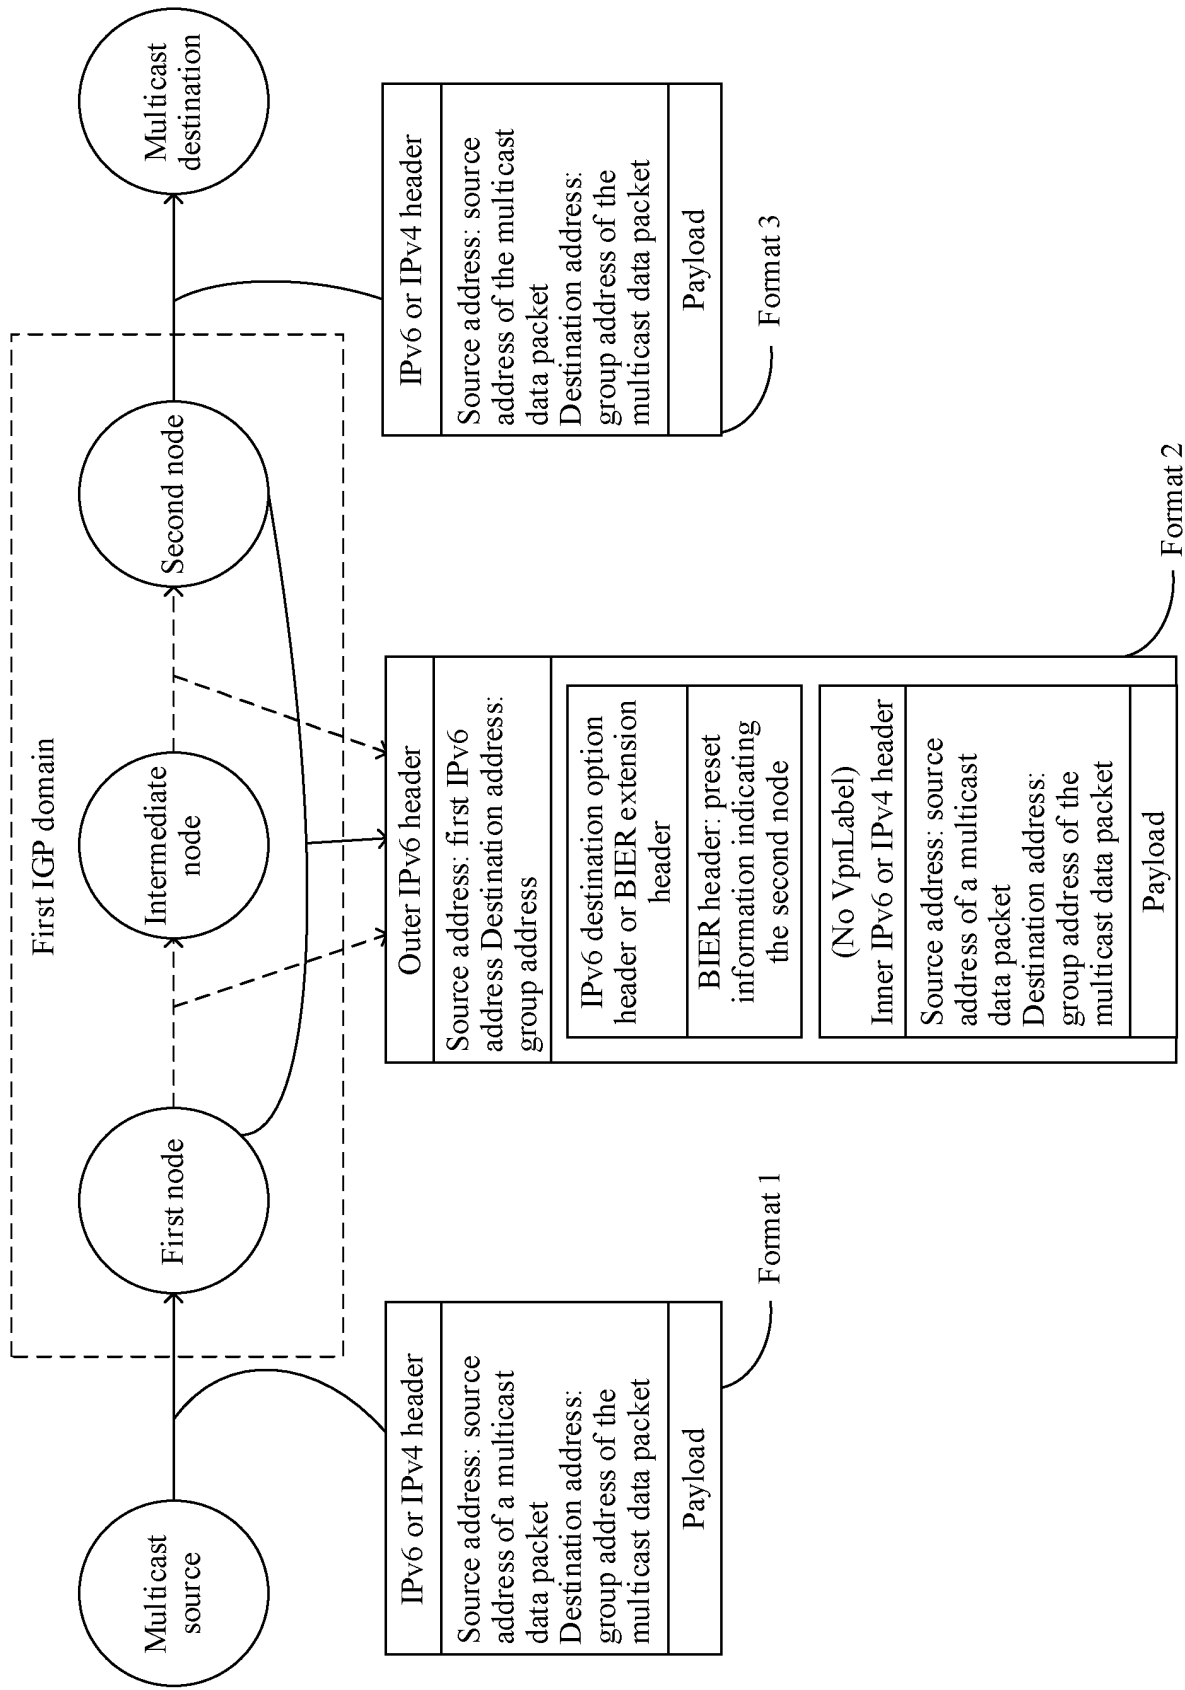 First IGP domain
Multicast
source
First node
Intermediate
node
Second node
Multicast
destination
IPv6 or IPv4 header
Source address: source
address of a multicast
data packet
Destination address:
group address of the
multicast data packet
Payload
Format 1
Outer IPv6 header
Source address: first IPv6
address Destination address:
group address
IPv6 destination option
header or BIER extension
header
BIER header: preset
information indicating
the second node
(No VpnLabel)
Inner IPv6 or IPv4 header
Source address: source
address of a multicast
data packet
Destination address:
group address of the
multicast data packet
Payload
Format 2
IPv6 or IPv4 header
Source address: source
address of the multicast
data packet
Destination address:
group address of the
multicast data packet
Payload
Format 3